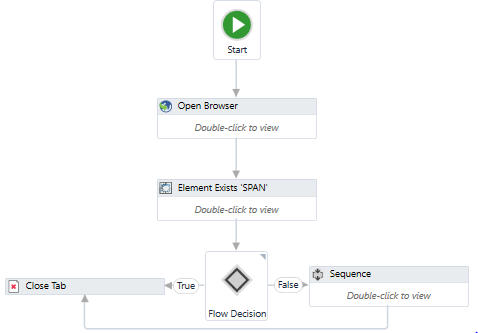 Start
Open Browser
Double-click to view
Element Exists 'SPAN'
Double-click to view
True
False
Flow Decision
Close Tab
Sequence
Double-click to view